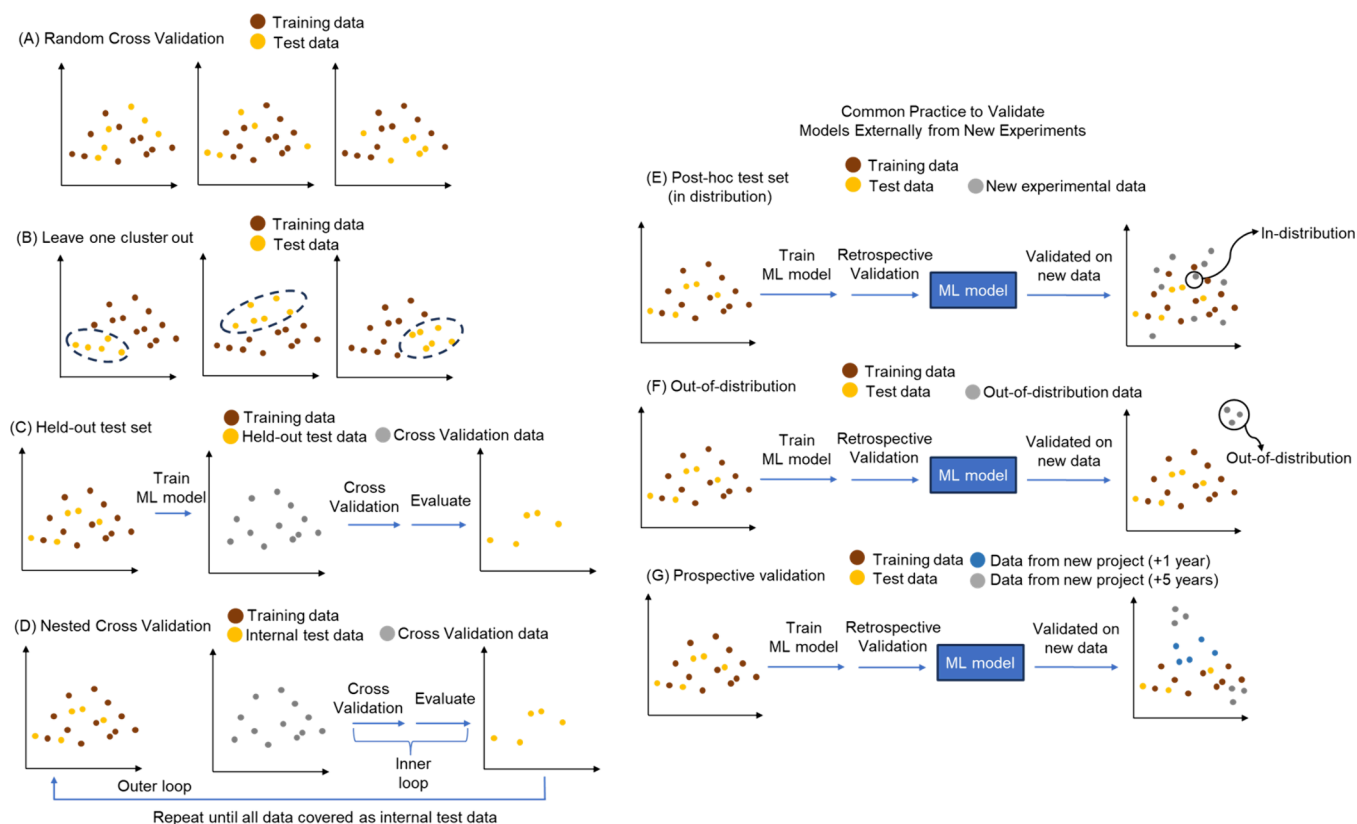 (A) Random Cross Validation
Training data
Test data
(B) Leave one cluster out
Training data
Test data
(C) Held-out test set
Training data
Held-out test data
Cross Validation data
Train
ML model
Cross
Validation
Evaluate
(D) Nested Cross Validation
Training data
Internal test data
Cross Validation data
Cross
Validation
Evaluate
Inner
loop
Outer loop
Repeat until all data covered as internal test data
Common Practice to Validate
Models Externally from New Experiments
(E) Post-hoc test set
(in distribution)
Training data
Test data
New experimental data
Train
ML model
Retrospective
Validation
ML model
Validated on
new data
In-distribution
(F) Out-of-distribution
Training data
Test data
Out-of-distribution data
Train
ML model
Retrospective
Validation
ML model
Validated on
new data
Out-of-distribution
(G) Prospective validation
Training data
Test data
Data from new project (+1 year)
Data from new project (+5 years)
Train
ML model
Retrospective
Validation
ML model
Validated on
new data